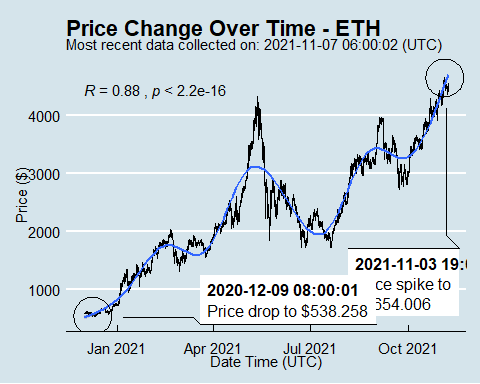 Price Change Over Time - ETH
Most recent data collected on: 2021-11-07 06:00:02 (UTC)
R = 0.88 , p < 2.2e-16
4000
3000
2000
1000
Price ($)
2021-11-03 19:0
ce spike to
654.006
2020-12-09 08:00:01
Price drop to $538.258
Jan 2021
Apr 2021
Jul 2021
Oct 2021
Date Time (UTC)